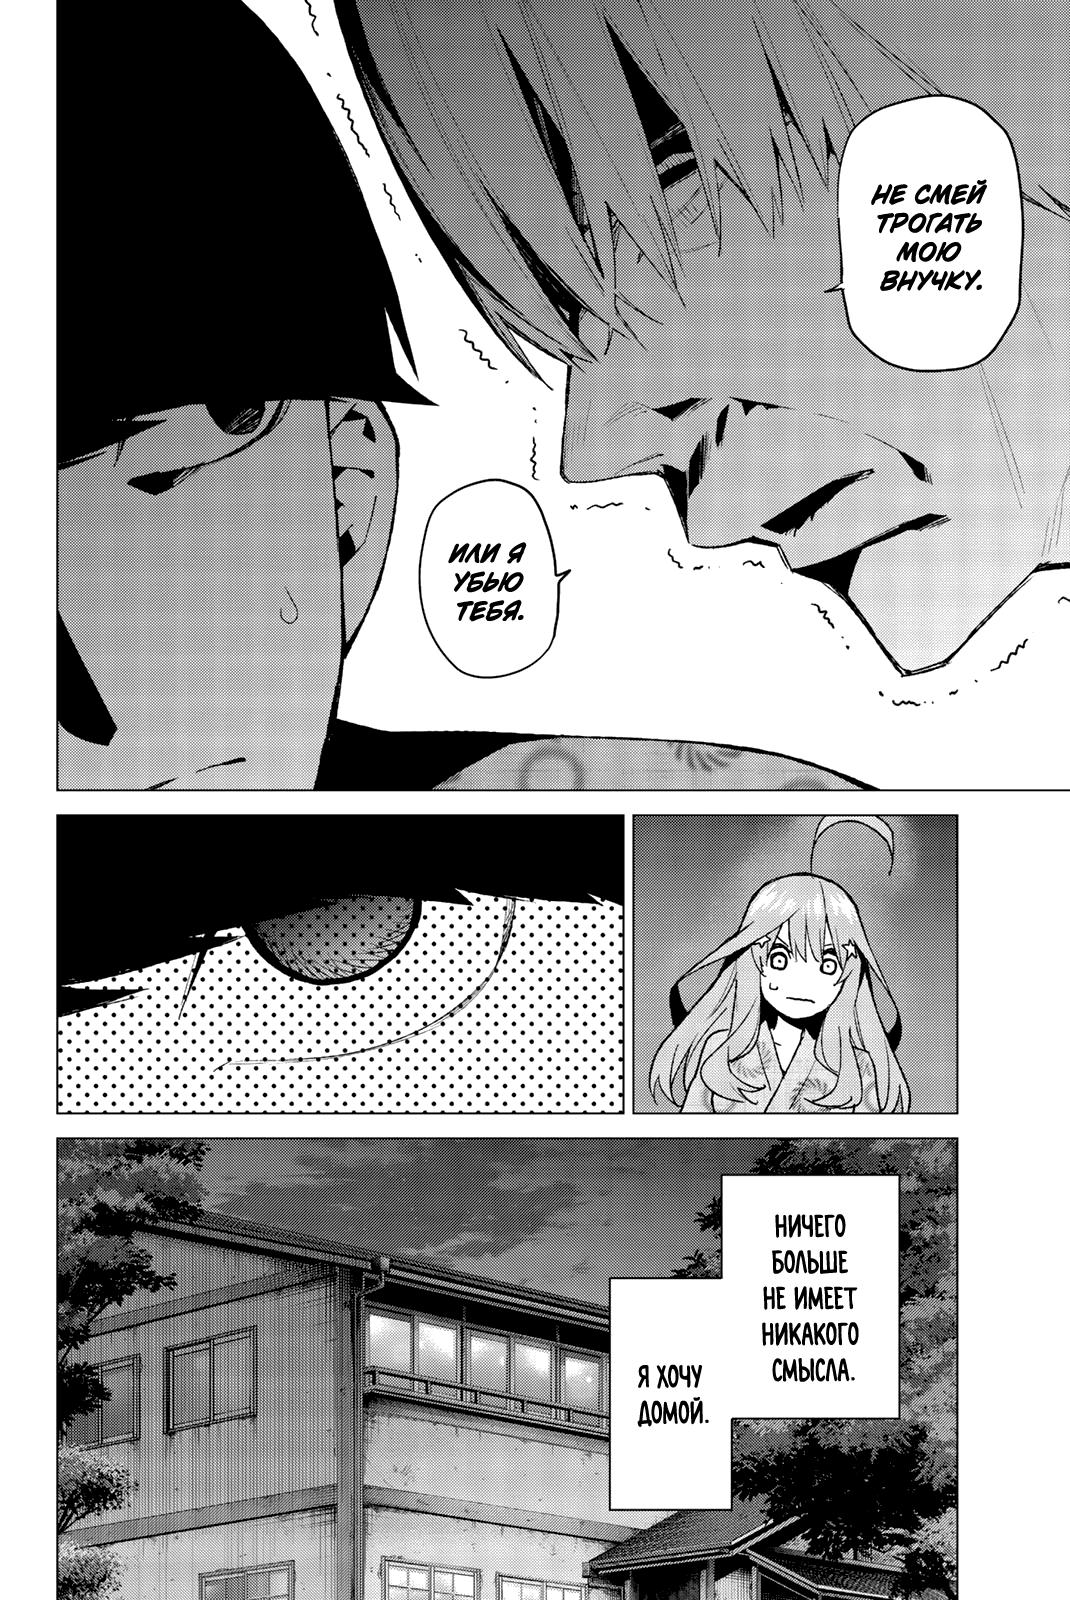 НЕ СМЕЙ
ТРОГАТЬ
МОЮ
ВНУЧКУ.
ИЛИ Я
УБЬЮ
ТЕБЯ.
НИЧЕГО
БОЛЬШЕ
НЕ ИМЕЕТ
НИКАКОГО
СМЫСЛА.
Я ХОЧУ
ДОМОЙ.